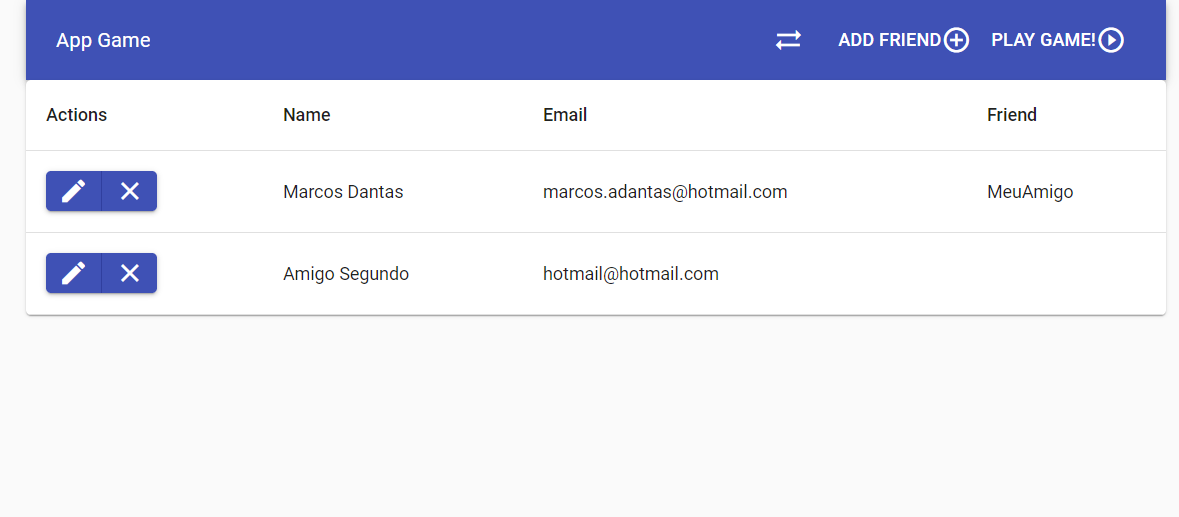 App Game ADD FRIEND PLAY GAME!
Actions Name Email Friend
Marcos Dantas marcos.adantas@hotmail.com MeuAmigo
Amigo Segundo hotmail@hotmail.com